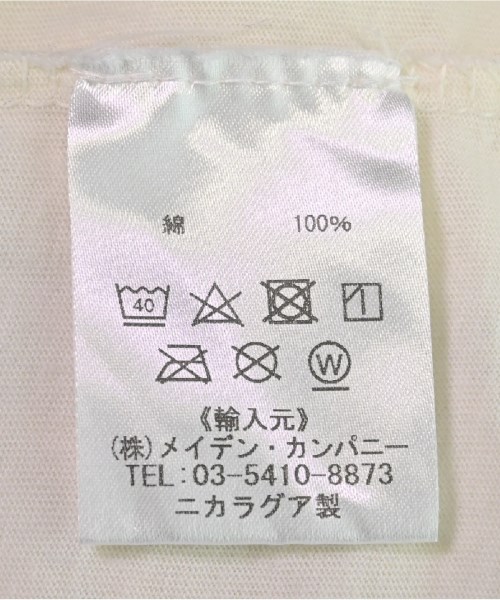 綿 100%
40
W
《輸入元》
(株)メイデン・カンパニー
TEL:03-5410-8873
ニカラグア製